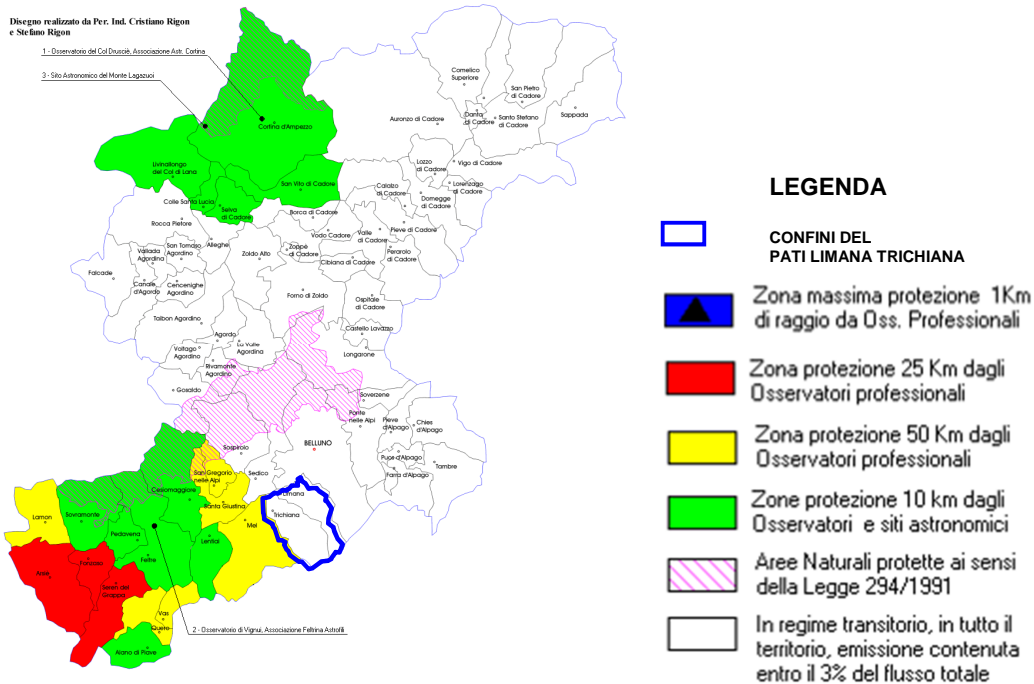 Disegno realizzato da Per. Ind. Cristiano Rigon
e Stefano Rigon
1 - Osservatorio del Col Drusciè, Associazione Astr. Cortina
3 - Sito Astronomico del Monte Lagazuoi
Cortina d'Ampezzo
Livinallongo
del Col di Lana
San Vito di Cadore
Colle Santa Lucia
Selva
di Cadore
Comelico
Superiore
San Pietro
di Cadore
Auronzo di Cadore
Danta
di Cadore
Santo Stefano
di Cadore
Sappada
Lozzo
di Cadore
Vigo di Cadore
Lorenzago
di Cadore
Domegge
di Cadore
Calalzo
di Cadore
Rocca Pietore
Borca di Cadore
Vodo Cadore
Valle
di Cadore
Pieve di Cadore
Alleghe
Vallada
Agordina
San Tomaso
Agordino
Zoldo Alto
Zoppè
di Cadore
Cibiana di Cadore
Perarolo
di Cadore
Falcade
Canale
d'Agordo
Cencenighe
Agordino
Forno di Zoldo
Ospitale
di Cadore
Taibon Agordino
Agordo
La Valle
Agordina
Castello Lavazzo
Longarone
Voltago
Agordino
Rivamonte
Agordino
Gosaldo
Soverzene
Ponte
nelle Alpi
Pieve
d'Alpago
Chies
d'Alpago
Puos d'Alpago
Tambre
Farra d'Alpago
BELLUNO
Sospirolo
Sedico
San Gregorio
nelle Alpi
Cesiomaggiore
Santa Giustina
Limana
Trichiana
Mel
Lentiai
Lamon
Sovramonte
Pedavena
Feltre
Fonzaso
Arsie
Seren del
Grappa
Vas
Quero
Alano di Piave
2 - Osservatorio di Vignui, Associazione Feltrina Astrofili
LEGENDA
CONFINI DEL
PATI LIMANA TRICHIANA
Zona massima protezione 1Km
di raggio da Oss. Professionali
Zona protezione 25 Km dagli
Osservatori professionali
Zona protezione 50 Km dagli
Osservatori professionali
Zone protezione 10 km dagli
Osservatori e siti astronomici
Aree Naturali protette ai sensi
della Legge 294/1991
In regime transitorio, in tutto il
territorio, emissione contenuta
entro il 3% del flusso totale